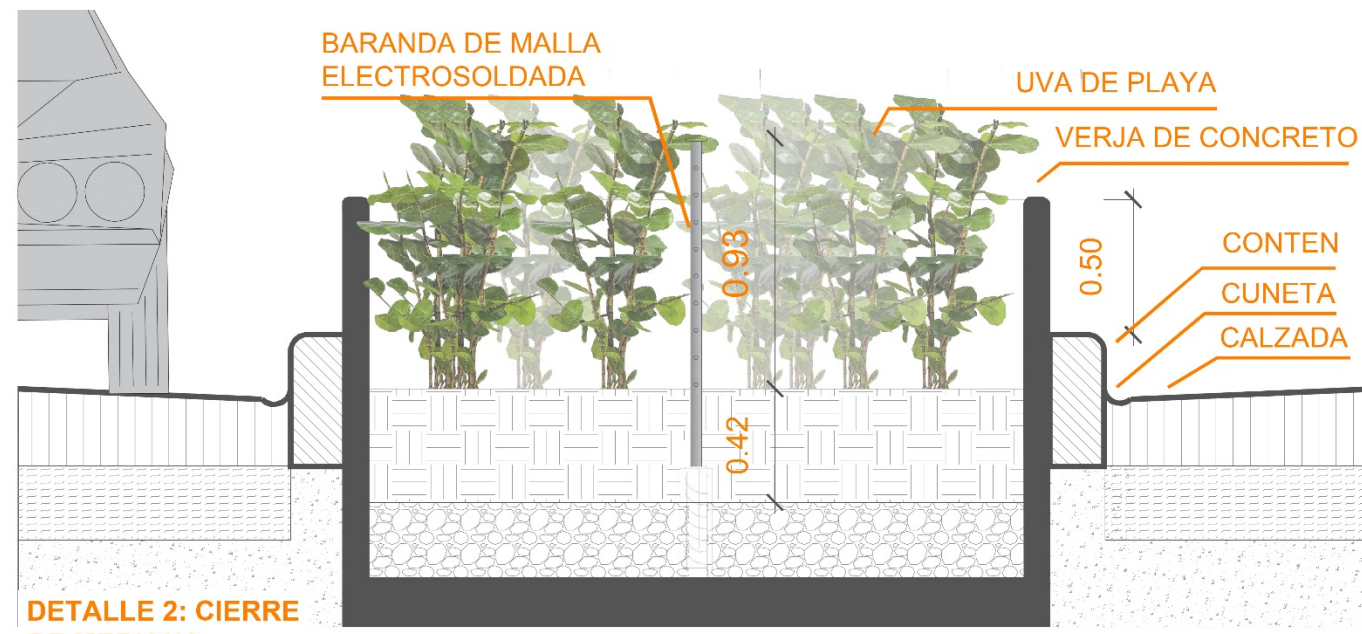 BARANDA DE MALLA
ELECTROSOLDADA
UVA DE PLAYA
VERJA DE CONCRETO
0.93
0.50
CONTEN
CUNETA
CALZADA
0.42
DETALLE 2: CIERRE